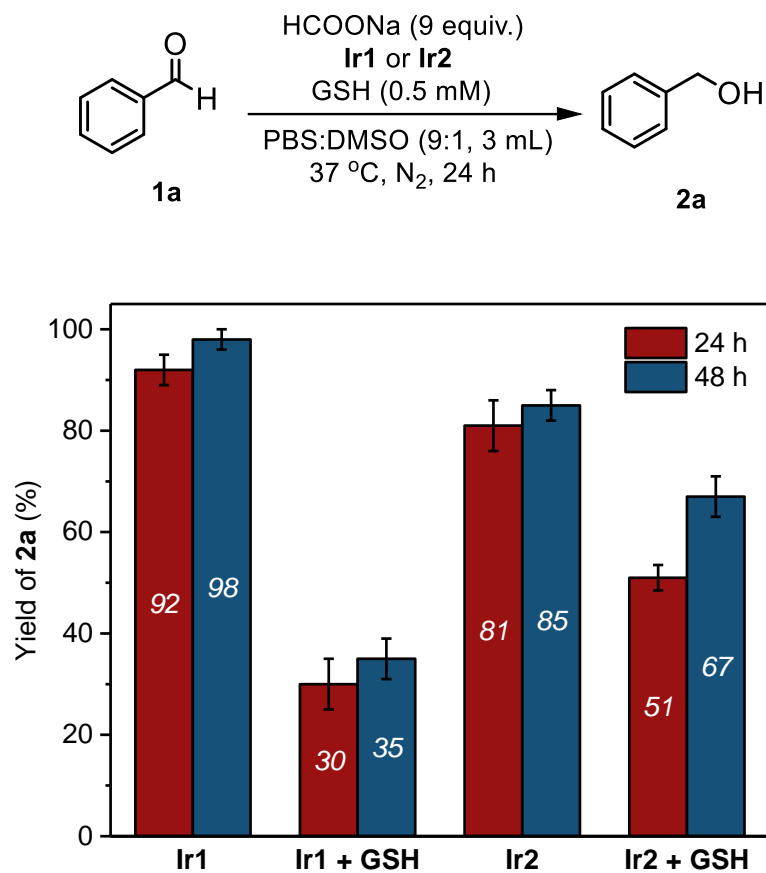 HCOONa (9 equiv.)
Ir1 or Ir2
GSH (0.5 mM)
PBS:DMSO (9:1, 3 mL)
37 °C, N₂, 24 h
O
H
1a
OH
2a
Yield of 2a (%)
100
80
60
40
20
0
24 h
48 h
92
98
30
35
81
85
51
67
Ir1
Ir1 + GSH
Ir2
Ir2 + GSH